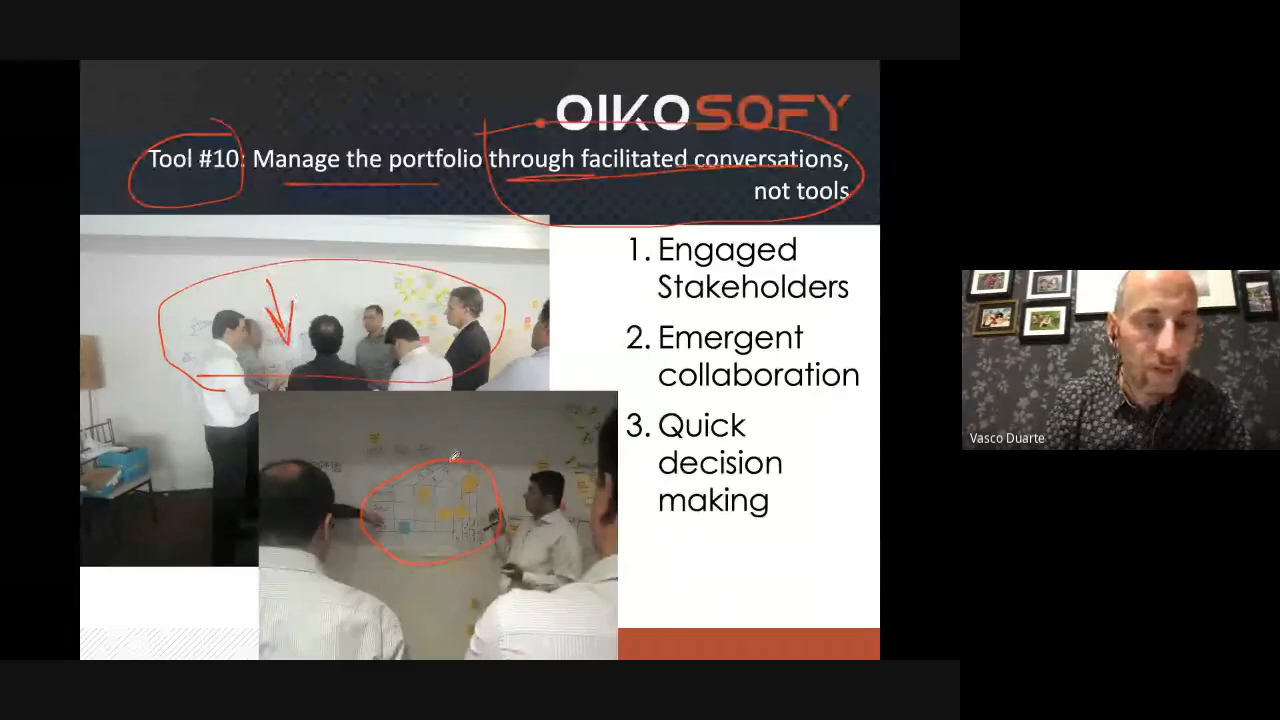 OIKOSOFY
Tool #10: Manage the portfolio through facilitated conversations,
not tools
1. Engaged
Stakeholders
2. Emergent
collaboration
3. Quick
decision
making
Vasco Duarte